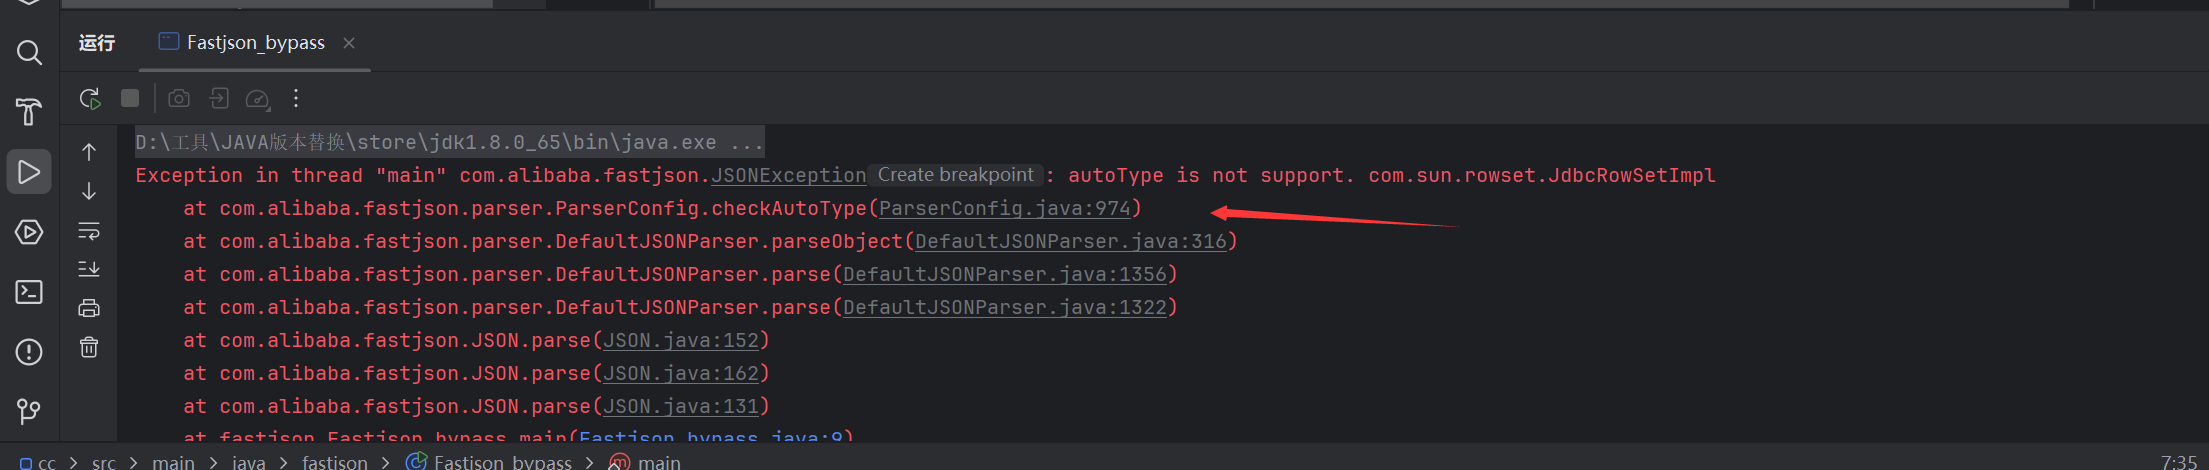 运行 Fastjson_bypass
D:\工具\JAVA版本替换\store\jdk1.8.0_65\bin\java.exe ...
Exception in thread "main" com.alibaba.fastjson.JSONException Create breakpoint : autoType is not support. com.sun.rowset.JdbcRowSetImpl
at com.alibaba.fastjson.parser.ParserConfig.checkAutoType(ParserConfig.java:974)
at com.alibaba.fastjson.parser.DefaultJSONParser.parseObject(DefaultJSONParser.java:316)
at com.alibaba.fastjson.parser.DefaultJSONParser.parse(DefaultJSONParser.java:1356)
at com.alibaba.fastjson.parser.DefaultJSONParser.parse(DefaultJSONParser.java:1322)
at com.alibaba.fastjson.JSON.parse(JSON.java:152)
at com.alibaba.fastjson.JSON.parse(JSON.java:162)
at com.alibaba.fastjson.JSON.parse(JSON.java:131)
at fastjson.Fastjson_bypass.main(Fastjson_bypass.java:9)
cc > src > main > java > fastjson > Fastjson_bypass > main 7:35